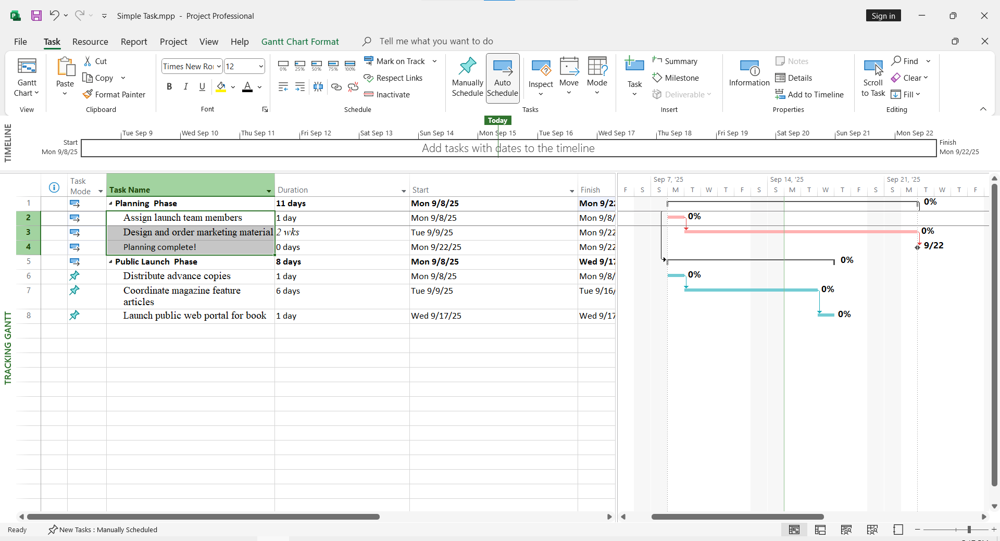 Simple Task.mpp - Project Professional
Sign in
File Task Resource Report Project View Help Gantt Chart Format Tell me what you want to do
Gantt Chart
View
Paste
Cut
Copy
Format Painter
Clipboard
Times New Ro 12
B I U A
Font
0% 25% 50% 75% 100%
Mark on Track
Respect Links
Inactivate
Schedule
Manually Schedule
Auto Schedule
Inspect
Move
Mode
Tasks
Task
Summary
Milestone
Deliverable
Insert
Information
Notes
Details
Add to Timeline
Properties
Scroll to Task
Find
Clear
Fill
Editing
TIMELINE
Today
Tue Sep 9 Wed Sep 10 Thu Sep 11 Fri Sep 12 Sat Sep 13 Sun Sep 14 Mon Sep 15 Tue Sep 16 Wed Sep 17 Thu Sep 18 Fri Sep 19 Sat Sep 20 Sun Sep 21 Mon Sep 22
Start
Mon 9/8/25
Add tasks with dates to the timeline
Finish
Mon 9/22/25
TRACKING GANTT
Task Mode Task Name Duration Start Finish
Sep 7, '25 Sep 14, '25 Sep 21, '25
F S S M T W T F S S M T W T F S S M T W T F
1 Planning Phase 11 days Mon 9/8/25 Mon 9/22 0%
2 Assign launch team members 1 day Mon 9/8/25 Mon 9/8/ 0%
3 Design and order marketing material 2 wks Tue 9/9/25 Mon 9/22 0%
4 Planning complete! 0 days Mon 9/22/25 Mon 9/22 9/22
5 Public Launch Phase 8 days Mon 9/8/25 Wed 9/17 0%
6 Distribute advance copies 1 day Mon 9/8/25 Mon 9/8/ 0%
7 Coordinate magazine feature 6 days Tue 9/9/25 Tue 9/16/ 0%
articles
8 Launch public web portal for book 1 day Wed 9/17/25 Wed 9/17 0%
Ready New Tasks : Manually Scheduled